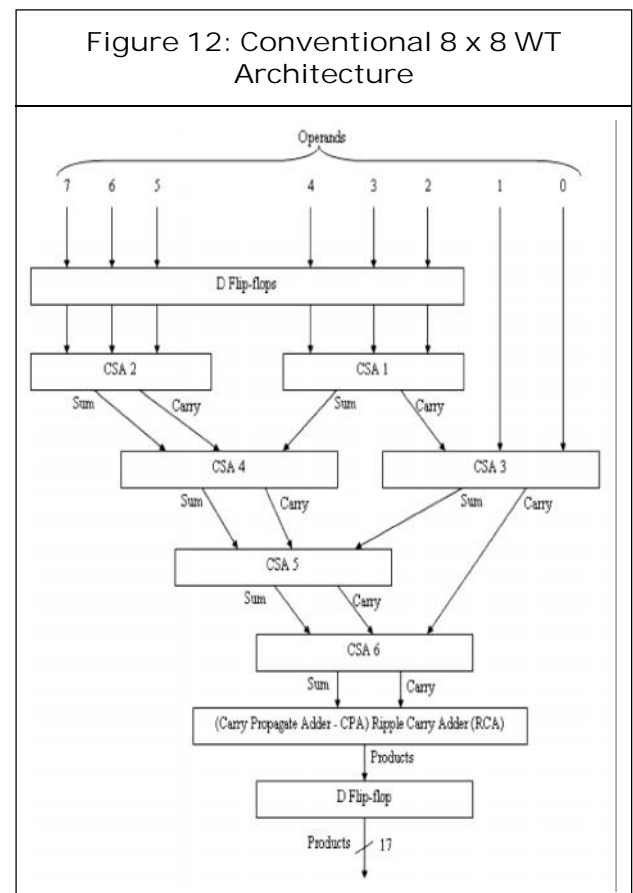 Figure 12: Conventional 8 x 8 WT
Architecture
Operands
7 6 5 4 3 2 1 0
D Flip-flops
CSA 2 CSA 1
Sum Carry Sum Carry
CSA 4 CSA 3
Sum Carry Sum Carry
CSA 5
Sum Carry
CSA 6
Sum Carry
(Carry Propagate Adder - CPA) Ripple Carry Adder (RCA)
Products
D Flip-flop
Products 17